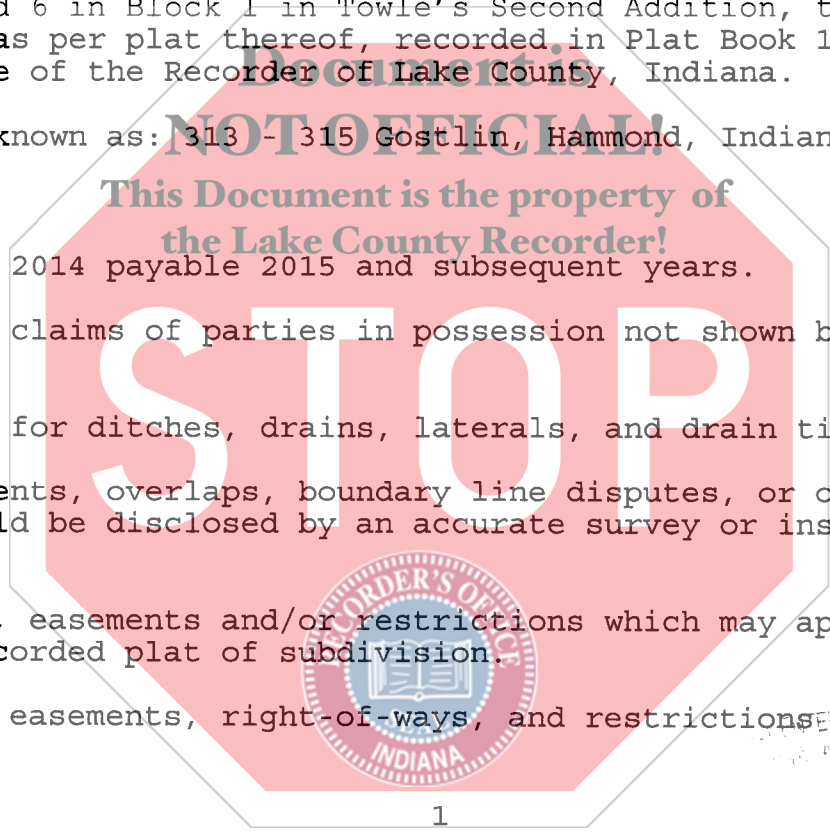 d 6 in Block 1 in Towle's Second Addition, t
as per plat thereof, recorded in Plat Book 1
Document is
e of the Recorder of Lake County, Indiana.
NOT OFFICIAL!
known as: 313 - 315 Gostlin, Hammond, Indian
This Document is the property of
the Lake County Recorder!
2014 payable 2015 and subsequent years.
claims of parties in possession not shown b
STOP
for ditches, drains, laterals, and drain ti
ents, overlaps, boundary line disputes, or o
ld be disclosed by an accurate survey or ins
RECORDER'S OFFICE
, easements and/or restrictions which may ap
corded plat of subdivision.
easements, right-of-ways, and restrictions
SEAL
INDIANA
1